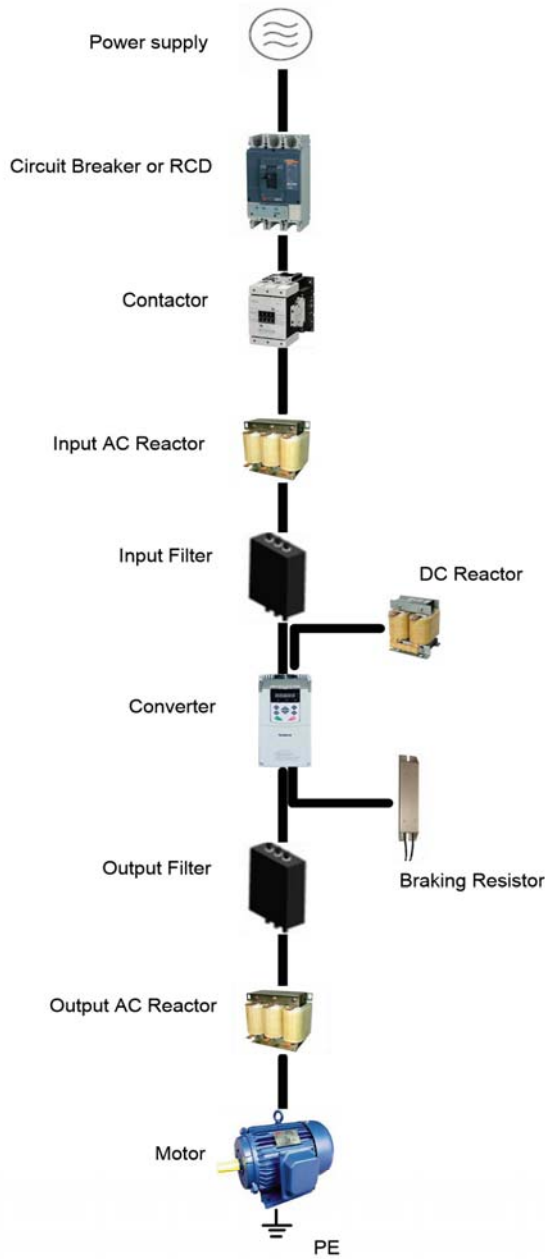 Power supply
Circuit Breaker or RCD
Contactor
Input AC Reactor
Input Filter
DC Reactor
Converter
Output Filter
Braking Resistor
Output AC Reactor
Motor
PE